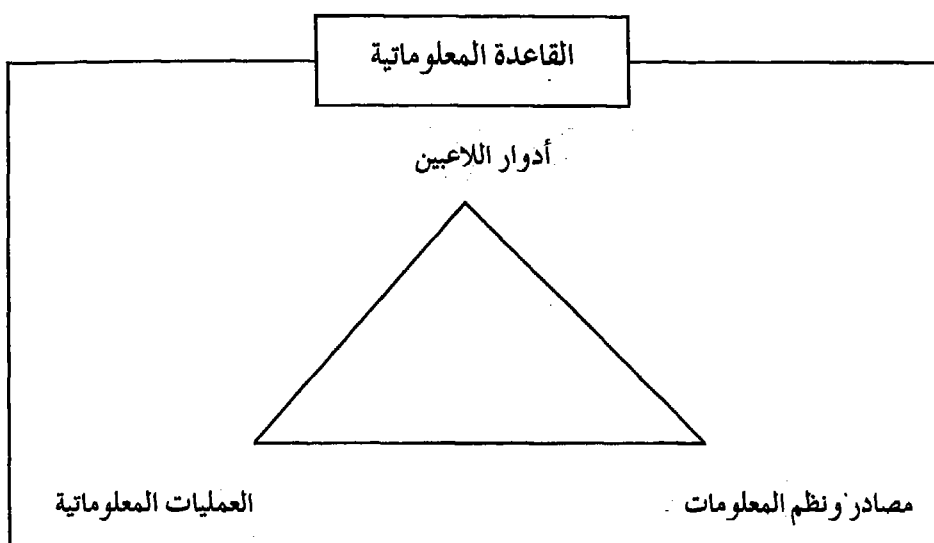 القاعدة المعلوماتية
أدوار اللاعبين
مصادر ونظم المعلومات
العمليات المعلوماتية